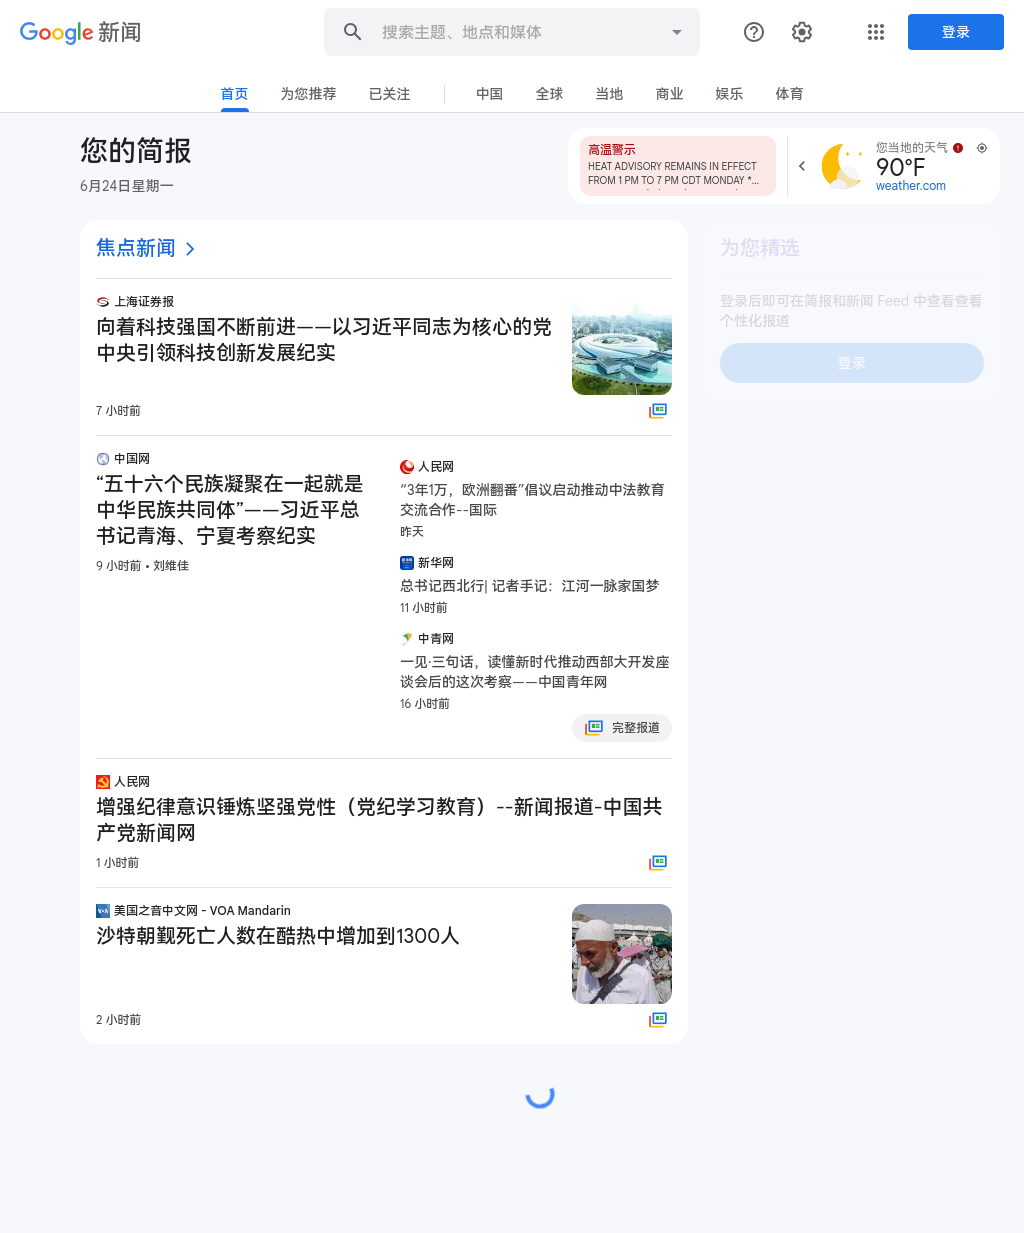 Google 新闻
搜索主题、地点和媒体
登录
首页
为您推荐
已关注
中国
全球
当地
商业
娱乐
体育
您的简报
6月24日星期一
高温警示
HEAT ADVISORY REMAINS IN EFFECT
FROM 1 PM TO 7 PM CDT MONDAY *…
您当地的天气
90°F
weather.com
焦点新闻
上海证券报
向着科技强国不断前进——以习近平同志为核心的党
中央引领科技创新发展纪实
7 小时前
中国网
“五十六个民族凝聚在一起就是
中华民族共同体”——习近平总
书记青海、宁夏考察纪实
9 小时前 • 刘维佳
人民网
“3年1万，欧洲翻番”倡议启动推动中法教育
交流合作--国际
昨天
新华网
总书记西北行| 记者手记：江河一脉家国梦
11 小时前
中青网
一见·三句话，读懂新时代推动西部大开发座
谈会后的这次考察——中国青年网
16 小时前
完整报道
人民网
增强纪律意识锤炼坚强党性（党纪学习教育）--新闻报道-中国共
产党新闻网
1 小时前
VOA
美国之音中文网 - VOA Mandarin
沙特朝觐死亡人数在酷热中增加到1300人
2 小时前
为您精选
登录后即可在简报和新闻 Feed 中查看查看
个性化报道
登录